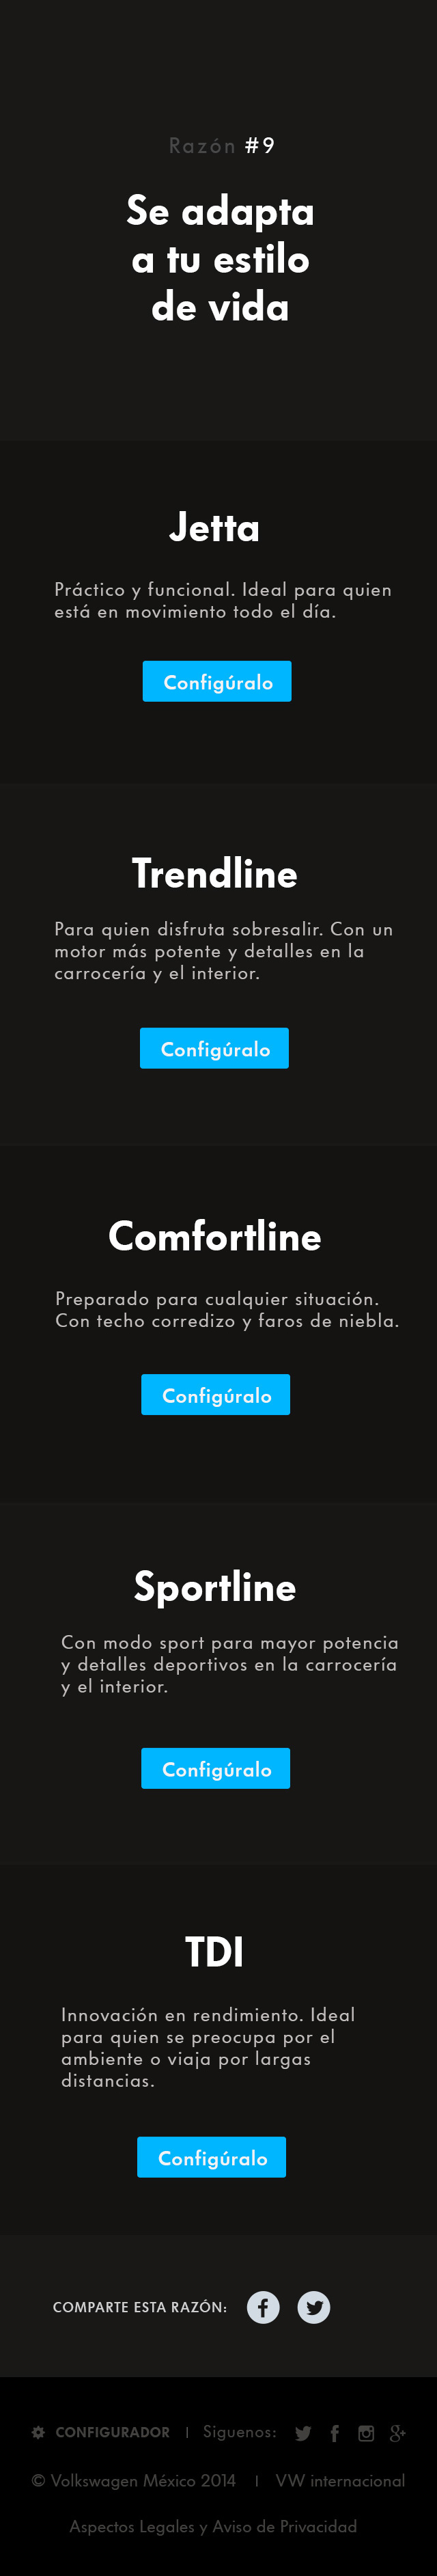 Razón #9
Se adapta
a tu estilo
de vida
Jetta
Práctico y funcional. Ideal para quien
está en movimiento todo el día.
Configúralo
Trendline
Para quien disfruta sobresalir. Con un
motor más potente y detalles en la
carrocería y el interior.
Configúralo
Comfortline
Preparado para cualquier situación.
Con techo corredizo y faros de niebla.
Configúralo
Sportline
Con modo sport para mayor potencia
y detalles deportivos en la carrocería
y el interior.
Configúralo
TDI
Innovación en rendimiento. Ideal
para quien se preocupa por el
ambiente o viaja por largas
distancias.
Configúralo
COMPARTE ESTA RAZÓN:
CONFIGURADOR | Siguenos:
© Volkswagen México 2014 | VW internacional
Aspectos Legales y Aviso de Privacidad